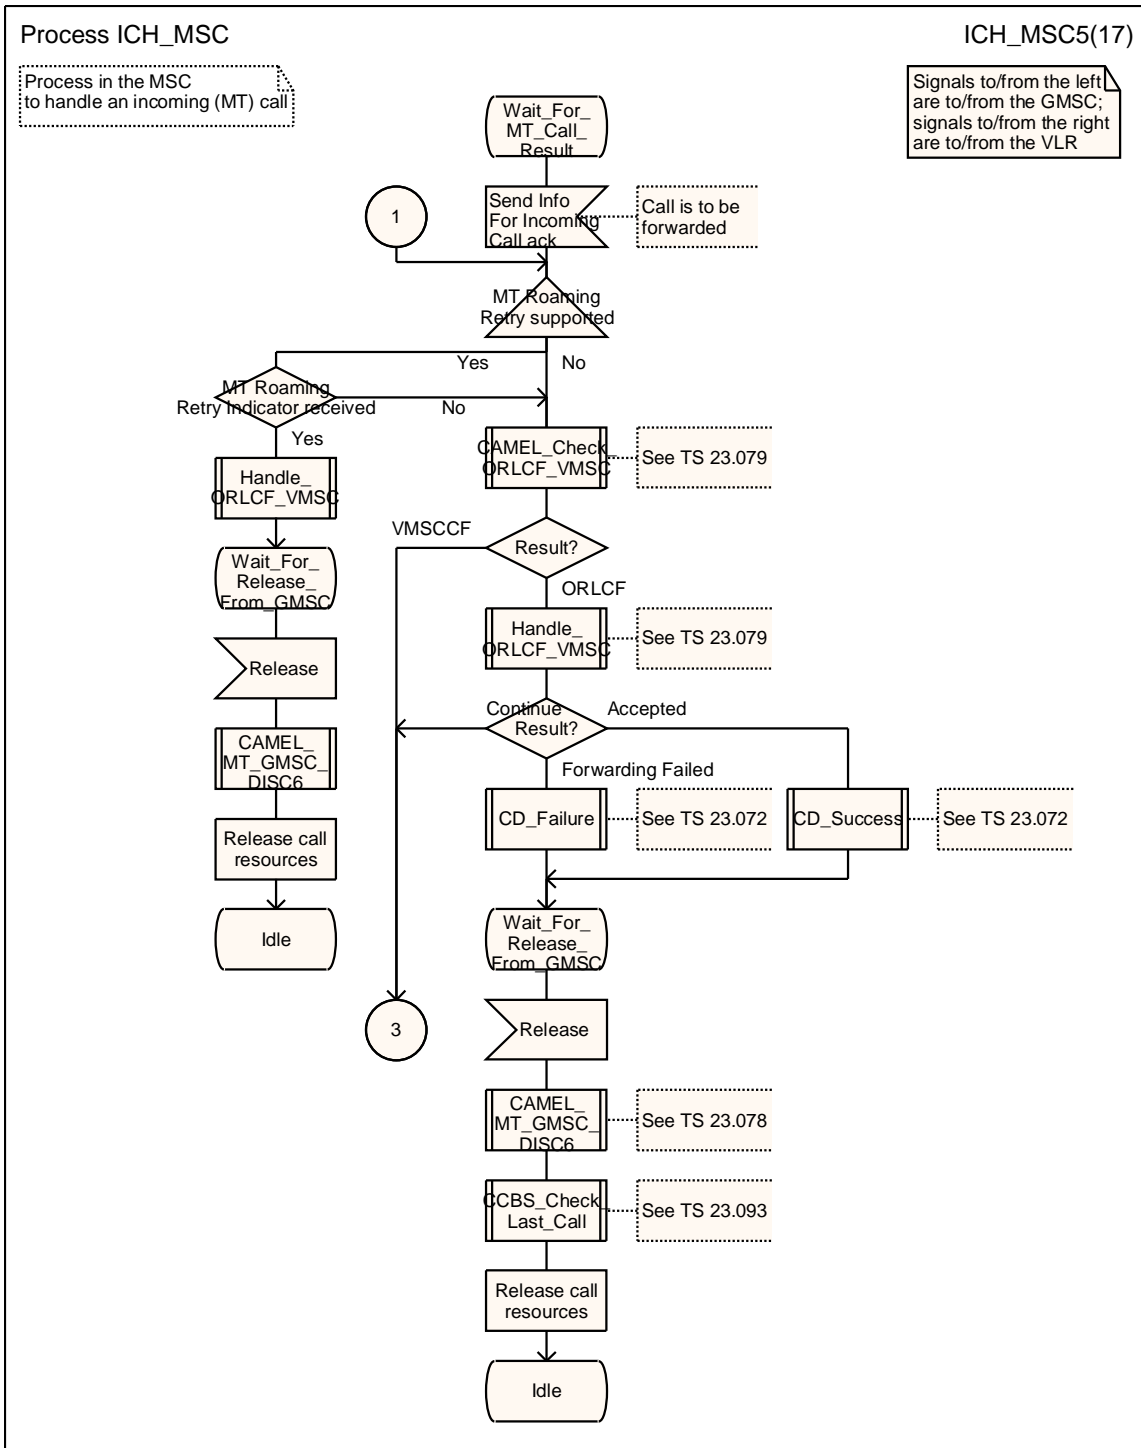 Process ICH_MSC
ICH_MSC5(17)
Process in the MSC
to handle an incoming (MT) call
Signals to/from the left
are to/from the GMSC;
signals to/from the right
are to/from the VLR
Wait_For_
MT_Call_
Result
1
Send Info
For Incoming
Call ack
Call is to be
forwarded
MT Roaming
Retry supported
Yes
No
MT Roaming
Retry Indicator received
No
Yes
CAMEL_Check_
ORLCF_VMSC
See TS 23.079
Handle_
ORLCF_VMSC
VMSCCF
Result?
Wait_For_
Release_
From_GMSC
ORLCF
Handle_
ORLCF_VMSC
See TS 23.079
Release
Continue
Accepted
Result?
CAMEL_
MT_GMSC_
DISC6
Forwarding Failed
CD_Failure
See TS 23.072
CD_Success
See TS 23.072
Release call
resources
Idle
Wait_For_
Release_
From_GMSC
3
Release
CAMEL_
MT_GMSC_
DISC6
See TS 23.078
CCBS_Check_
Last_Call
See TS 23.093
Release call
resources
Idle